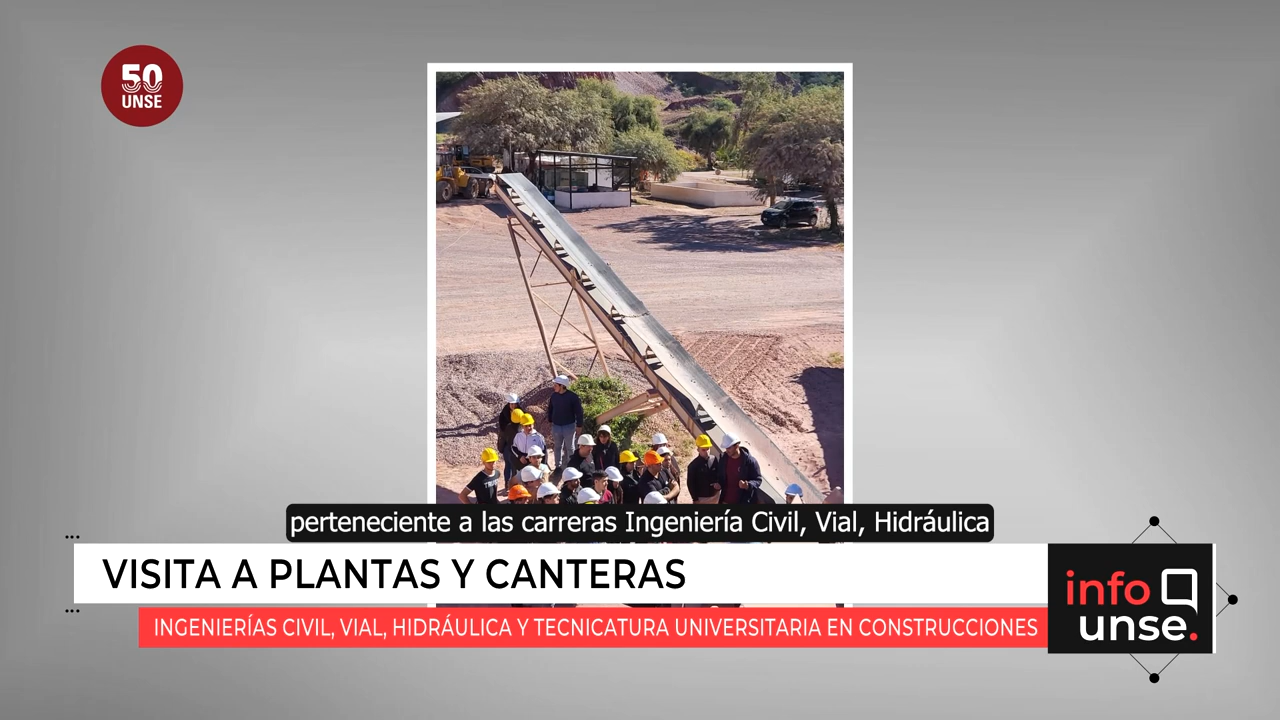 50
UNSE
perteneciente a las carreras Ingeniería Civil, Vial, Hidráulica
VISITA A PLANTAS Y CANTERAS
INGENIERÍAS CIVIL, VIAL, HIDRÁULICA Y TECNICATURA UNIVERSITARIA EN CONSTRUCCIONES
info
unse.